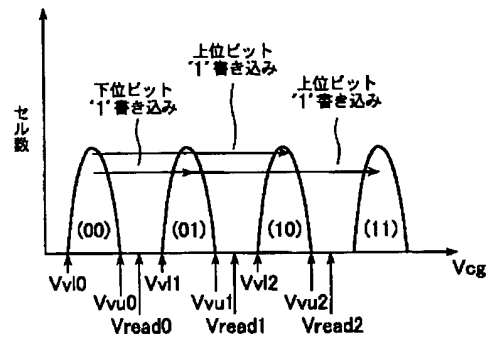 上位ビット
"1"書き込み
下位ビット
"1"書き込み
上位ビット
"1"書き込み
セル数
(00)
(01)
(10)
(11)
Vcg
Vvl0
Vvl1
Vvl2
Vvu0
Vvu1
Vvu2
Vread0
Vread1
Vread2